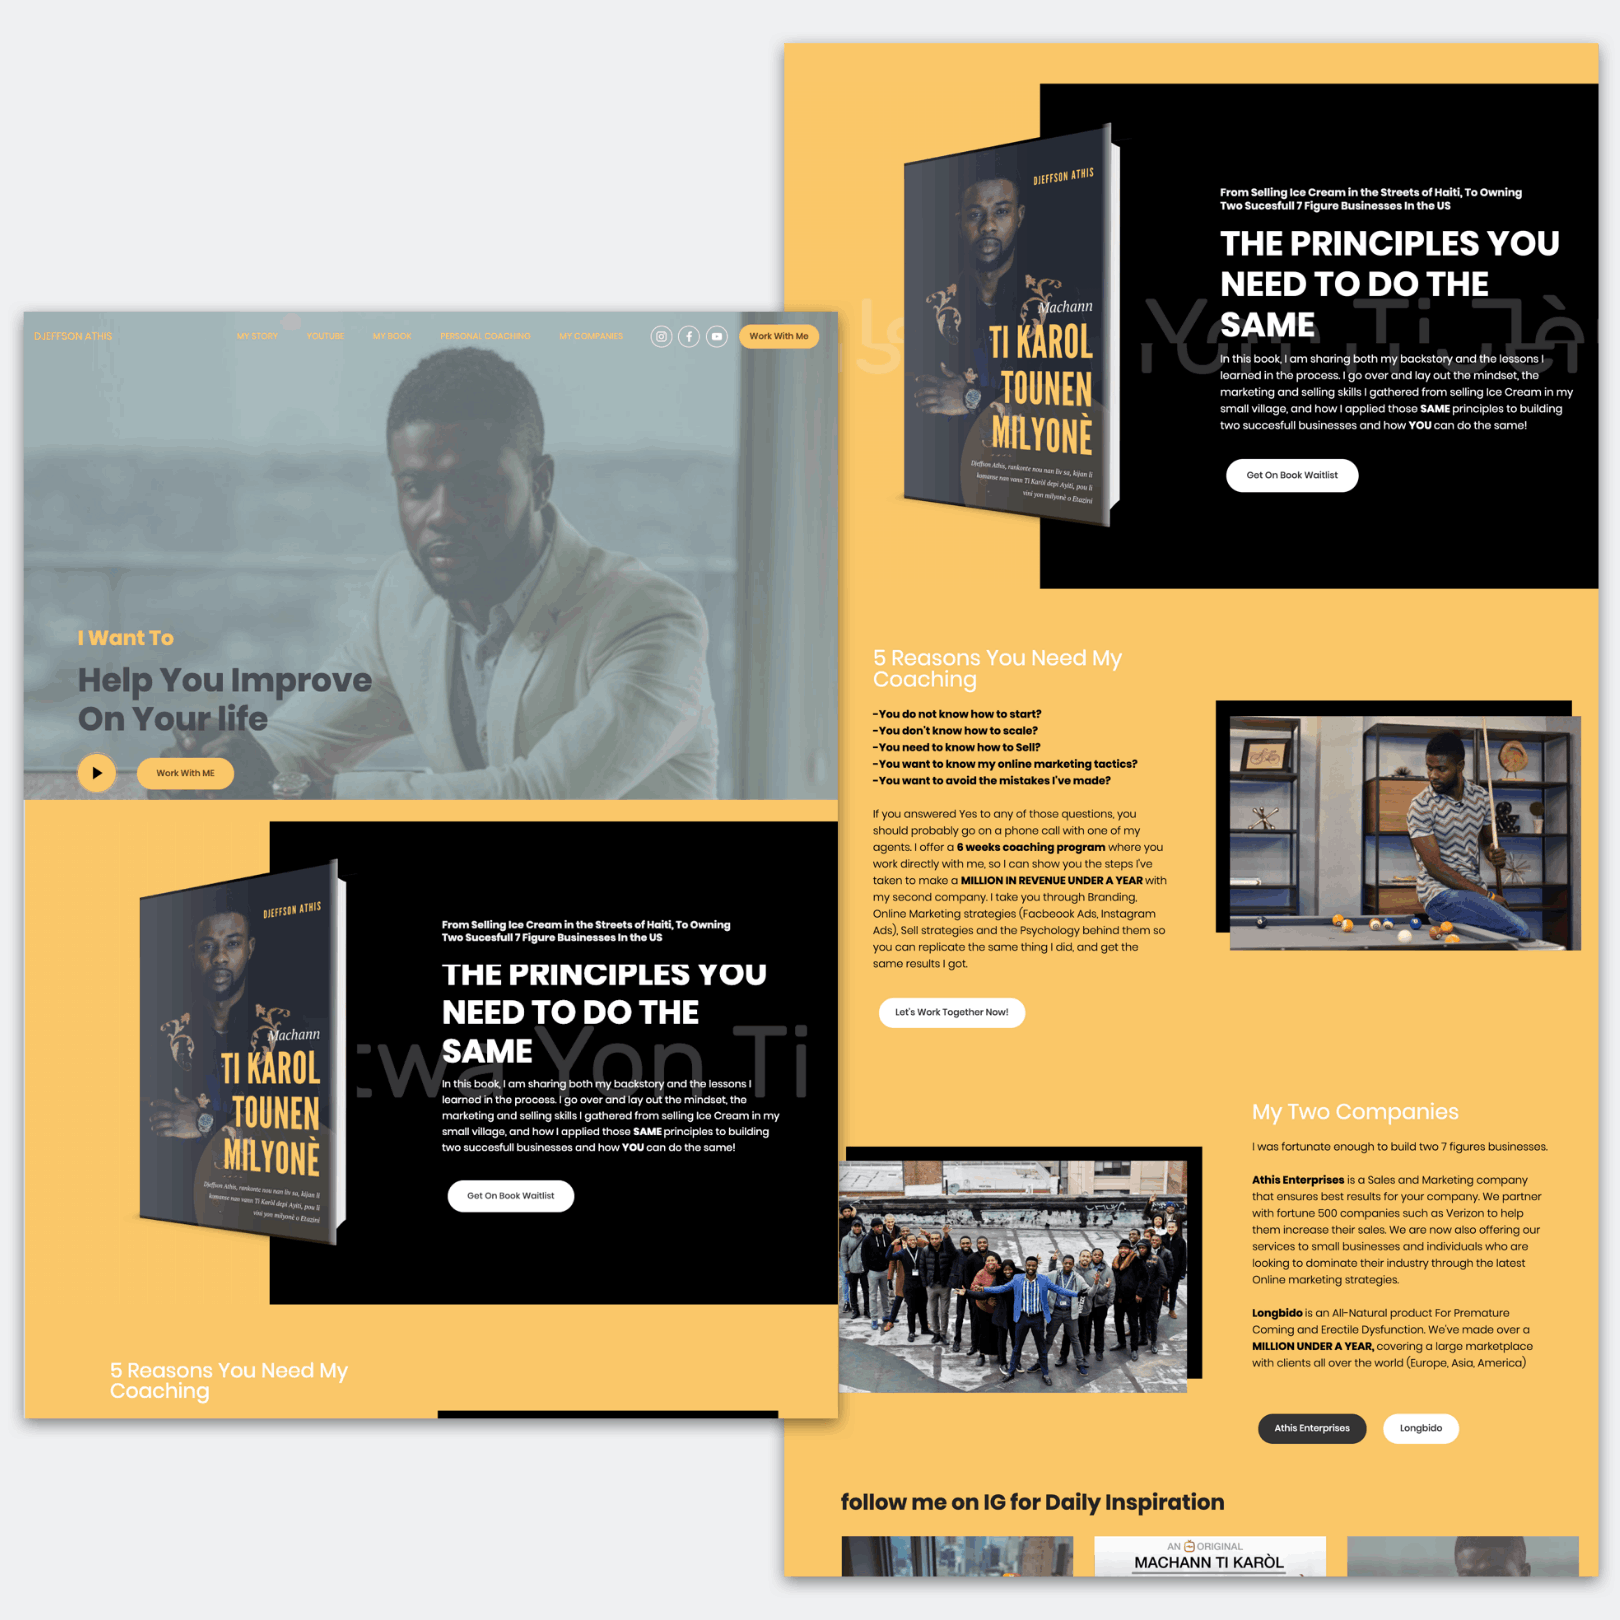 DJEFFSON ATHIS
MY STORY
YOUTUBE
MY BOOK
PERSONAL COACHING
MY COMPANIES
Work With Me
I Want To
Help You Improve
On Your life
Work With ME
DJEFFSON ATHIS
Machann
TI KAROL
TOUNEN
MILYONÈ
Djeffson Athis, rankonte nou nan liv sa, kijan li
komanse nan vann Ti Karòl depi Ayiti, pou li
vini yon milyonè o Etazini
twa Yon Ti
From Selling Ice Cream in the Streets of Haiti, To Owning
Two Sucesfull 7 Figure Businesses In the US
THE PRINCIPLES YOU
NEED TO DO THE
SAME
In this book, I am sharing both my backstory and the lessons I
learned in the process. I go over and lay out the mindset, the
marketing and selling skills I gathered from selling Ice Cream in my
small village, and how I applied those SAME principles to building
two succesfull businesses and how YOU can do the same!
Get On Book Waitlist
5 Reasons You Need My
Coaching
DJEFFSON ATHIS
Machann
TI KAROL
TOUNEN
MILYONÈ
Djeffson Athis, rankonte nou nan liv sa, kijan li
komanse nan vann Ti Karòl depi Ayiti, pou li
vini yon milyonè o Etazini
Yon Ti Jè
From Selling Ice Cream in the Streets of Haiti, To Owning
Two Sucesfull 7 Figure Businesses In the US
THE PRINCIPLES YOU
NEED TO DO THE
SAME
In this book, I am sharing both my backstory and the lessons I
learned in the process. I go over and lay out the mindset, the
marketing and selling skills I gathered from selling Ice Cream in my
small village, and how I applied those SAME principles to building
two succesfull businesses and how YOU can do the same!
Get On Book Waitlist
5 Reasons You Need My
Coaching
-You do not know how to start?
-You don't know how to scale?
-You need to know how to Sell?
-You want to know my online marketing tactics?
-You want to avoid the mistakes I've made?
If you answered Yes to any of those questions, you
should probably go on a phone call with one of my
agents. I offer a 6 weeks coaching program where you
work directly with me, so I can show you the steps I've
taken to make a MILLION IN REVENUE UNDER A YEAR with
my second company. I take you through Branding,
Online Marketing strategies (Facbeook Ads, Instagram
Ads), Sell strategies and the Psychology behind them so
you can replicate the same thing I did, and get the
same results I got.
Let's Work Together Now!
My Two Companies
I was fortunate enough to build two 7 figures businesses.
Athis Enterprises is a Sales and Marketing company
that ensures best results for your company. We partner
with fortune 500 companies such as Verizon to help
them increase their sales. We are now also offering our
services to small businesses and individuals who are
looking to dominate their industry through the latest
Online marketing strategies.
Longbido is an All-Natural product For Premature
Coming and Erectile Dysfunction. We've made over a
MILLION UNDER A YEAR, covering a large marketplace
with clients all over the world (Europe, Asia, America)
Athis Enterprises
Longbido
follow me on IG for Daily Inspiration
AN ORIGINAL
MACHANN TI KARÒL